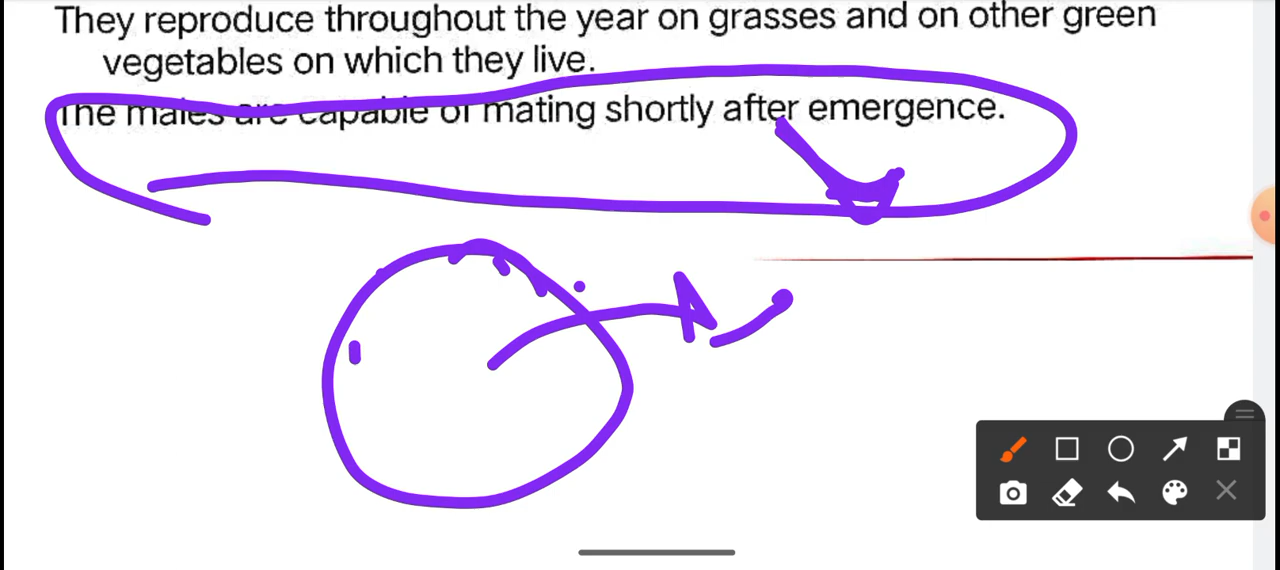 They reproduce throughout the year on grasses and on other green
vegetables on which they live.
The males are capable of mating shortly after emergence.